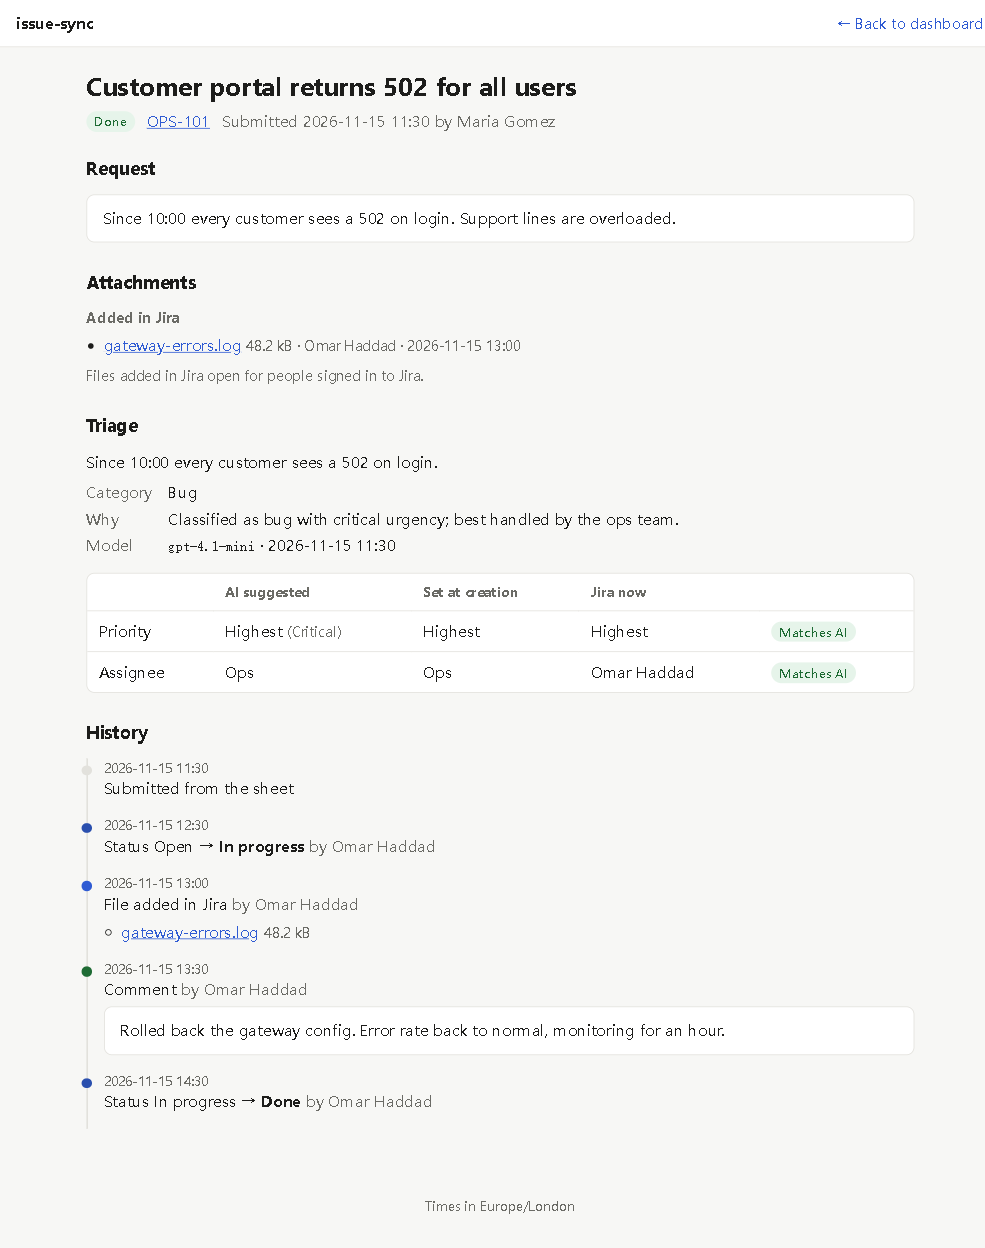 issue-sync
← Back to dashboard
Customer portal returns 502 for all users
Done OPS-101 Submitted 2026-11-15 11:30 by Maria Gomez
Request
Since 10:00 every customer sees a 502 on login. Support lines are overloaded.
Attachments
Added in Jira
• gateway-errors.log 48.2 kB · Omar Haddad · 2026-11-15 13:00
Files added in Jira open for people signed in to Jira.
Triage
Since 10:00 every customer sees a 502 on login.
Category Bug
Why Classified as bug with critical urgency; best handled by the ops team.
Model gpt-4.1-mini · 2026-11-15 11:30
AI suggested Set at creation Jira now
Priority Highest (Critical) Highest Highest Matches AI
Assignee Ops Ops Omar Haddad Matches AI
History
2026-11-15 11:30
Submitted from the sheet
2026-11-15 12:30
Status Open → In progress by Omar Haddad
2026-11-15 13:00
File added in Jira by Omar Haddad
gateway-errors.log 48.2 kB
2026-11-15 13:30
Comment by Omar Haddad
Rolled back the gateway config. Error rate back to normal, monitoring for an hour.
2026-11-15 14:30
Status In progress → Done by Omar Haddad
Times in Europe/London